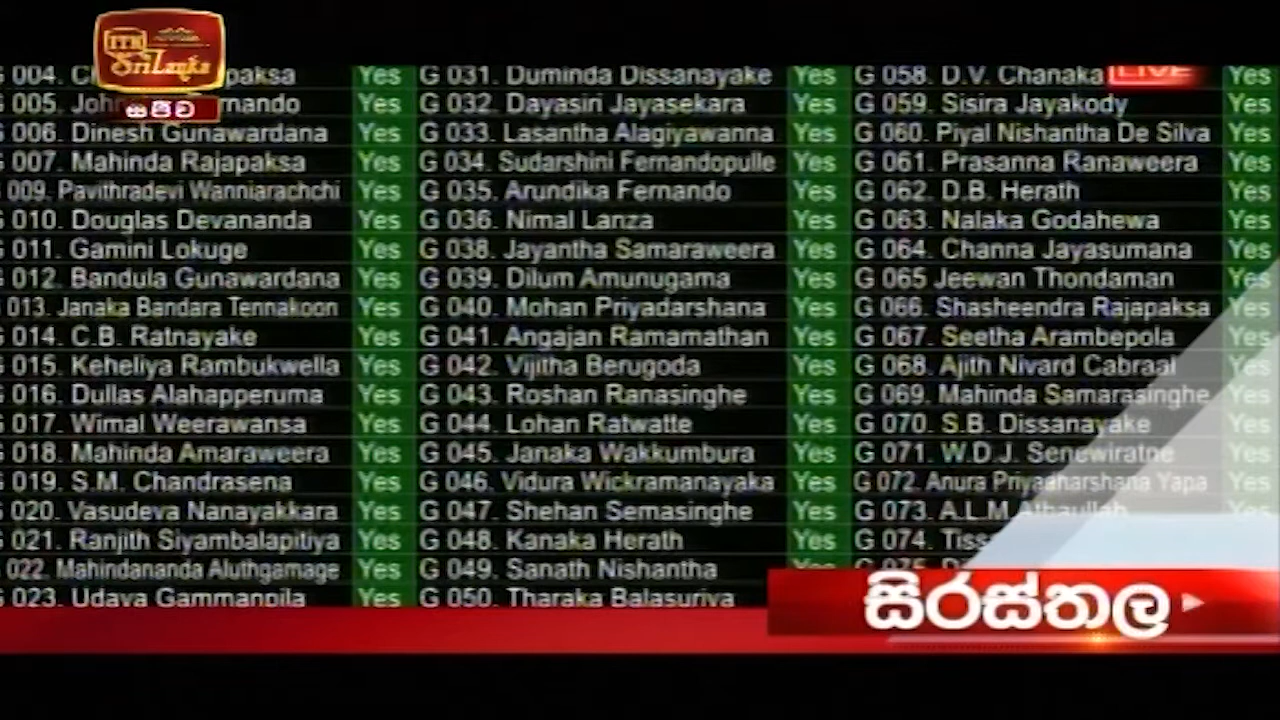 ITN
Sri Lanka
සජීව
LIVE
G 004. paksa Yes G 031. Duminda Dissanayake Yes G 058. D.V. Chanaka Yes
G 005. rnando Yes G 032. Dayasiri Jayasekara Yes G 059. Sisira Jayakody Yes
006. Dinesh Gunawardana Yes G 033. Lasantha Alagiyawanna Yes G 060. Piyal Nishantha De Silva Yes
G 007. Mahinda Rajapaksa Yes G 034. Sudarshini Fernandopulle Yes G 061. Prasanna Ranaweera Yes
009. Pavithradevi Wanniarachchi Yes G 035. Arundika Fernando Yes G 062. D.B. Herath Yes
G 010. Douglas Devananda Yes G 036. Nimal Lanza Yes G 063. Nalaka Godahewa Yes
G 011. Gamini Lokuge Yes G 038. Jayantha Samaraweera Yes G 064. Channa Jayasumana Yes
G 012. Bandula Gunawardana Yes G 039. Dilum Amunugama Yes G 065 Jeewan Thondaman Yes
013. Janaka Bandara Tennakoon Yes G 040. Mohan Priyadarshana Yes G 066. Shasheendra Rajapaksa Yes
G 014. C.B. Ratnayake Yes G 041. Angajan Ramamathan Yes G 067. Seetha Arambepola Yes
G 015. Keheliya Rambukwella Yes G 042. Vijitha Berugoda Yes G 068. Ajith Nivard Cabraal Yes
G 016. Dullas Alahapperuma Yes G 043. Roshan Ranasinghe Yes G 069. Mahinda Samarasinghe Yes
G 017. Wimal Weerawansa Yes G 044. Lohan Ratwatte Yes G 070. S.B. Dissanayake Yes
G 018. Mahinda Amaraweera Yes G 045. Janaka Wakkumbura Yes G 071. W.D.J. Senewiratne Yes
G 019. S.M. Chandrasena Yes G 046. Vidura Wickramanayaka Yes G 072. Anura Priyadharshana Yapa Yes
G 020. Vasudeva Nanayakkara Yes G 047. Shehan Semasinghe Yes G 073. A.L.M Athaullah Yes
G 021. Ranjith Siyambalapitiya Yes G 048. Kanaka Herath Yes G 074.
022. Mahindananda Aluthgamage Yes G 049. Sanath Nishantha Yes G 075.
G 023. Udaya Gammanpila Yes G 050. Tharaka Balasuriya Yes
සිරස්තල